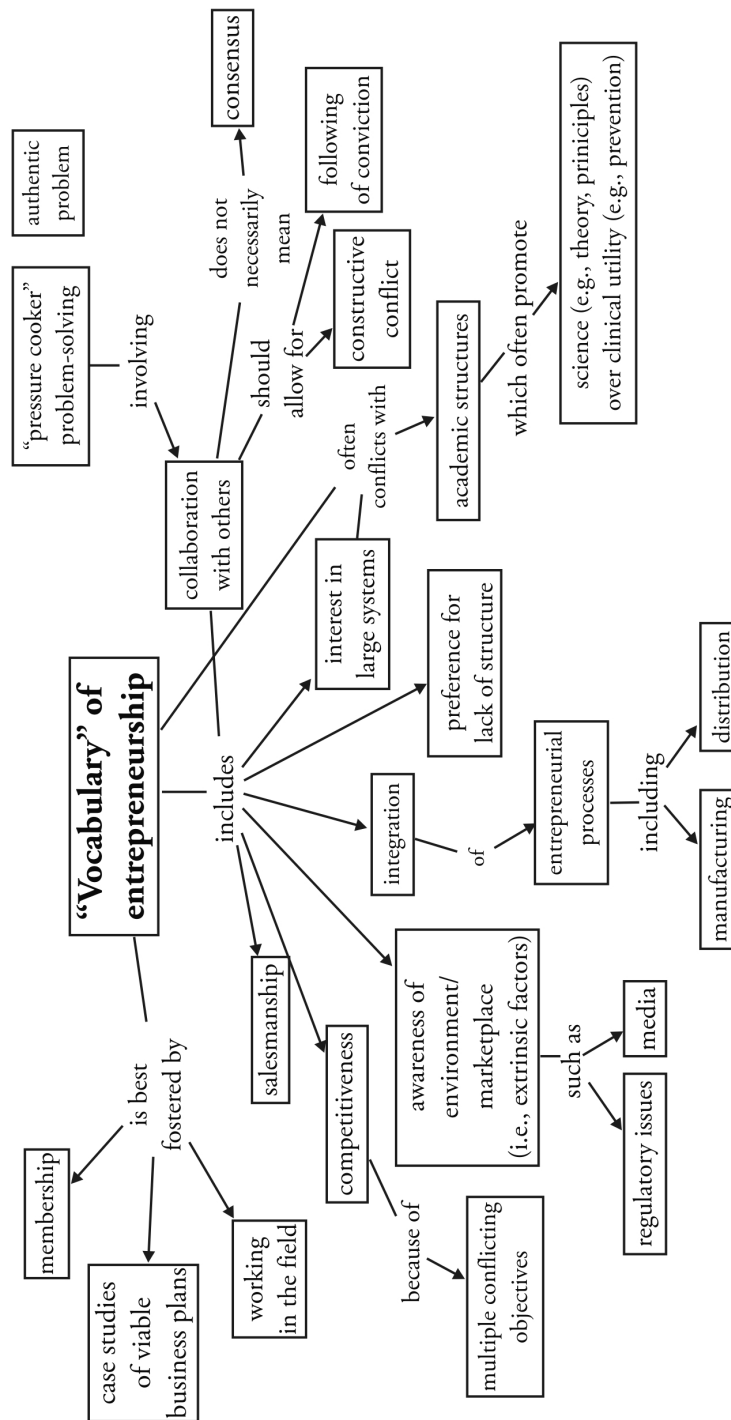 "Vocabulary" of
entrepreneurship
"pressure cooker"
problem-solving
authentic
problem
involving
collaboration
with others
does not
necessarily
mean
consensus
should
allow for
following
of conviction
constructive
conflict
often
conflicts with
academic structures
which often promote
science (e.g., theory, priniciples)
over clinical utility (e.g., prevention)
is best
fostered by
membership
case studies
of viable
business plans
working
in the field
includes
salesmanship
competitiveness
because of
multiple conflicting
objectives
awareness of
environment/
marketplace
(i.e., extrinsic factors)
such as
regulatory issues
media
integration
of
entrepreneurial
processes
including
manufacturing
distribution
preference for
lack of structure
interest in
large systems